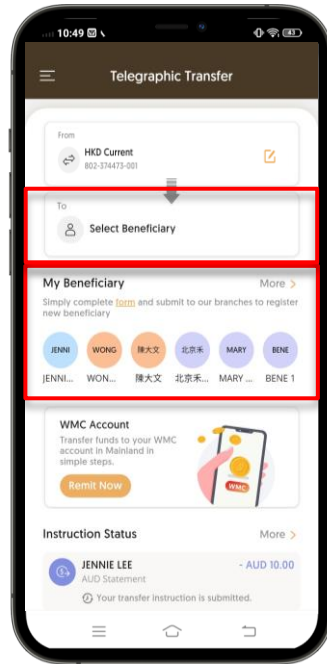 10:49
Telegraphic Transfer
From
HKD Current
802-374473-001
To
Select Beneficiary
My Beneficiary
More >
Simply complete form and submit to our branches to register
new beneficiary
JENNI WONG 陳大文 北京禾 MARY BENE
JENNI... WON... 陳大文 北京禾... MARY ... BENE 1
WMC Account
Transfer funds to your WMC
account in Mainland in
simple steps.
Remit Now
WMC
Instruction Status
More >
JENNIE LEE
- AUD 10.00
AUD Statement
Your transfer instruction is submitted.